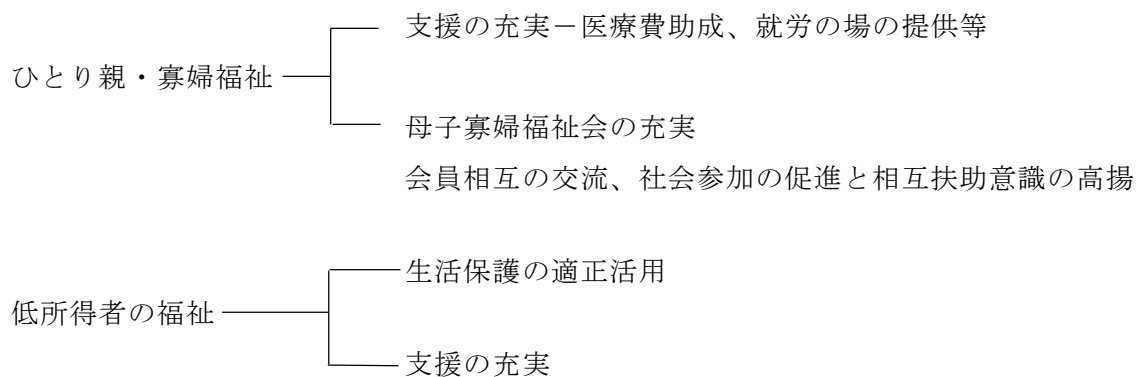 支援の充実－医療費助成、就労の場の提供等
ひとり親・寡婦福祉
母子寡婦福祉会の充実
会員相互の交流、社会参加の促進と相互扶助意識の高揚
生活保護の適正活用
低所得者の福祉
支援の充実